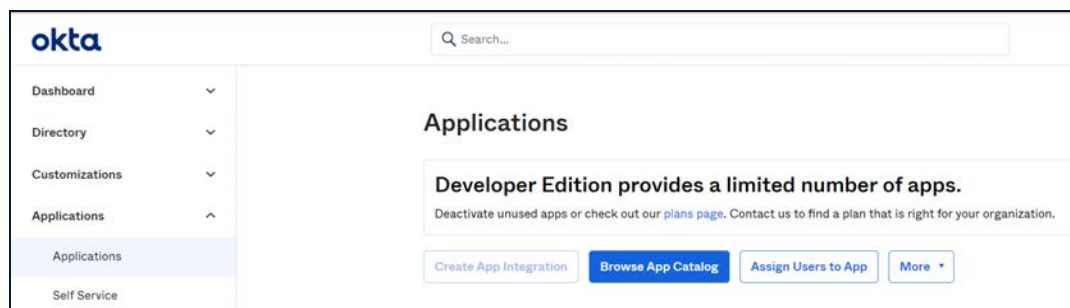 okta
Search...
Dashboard
Directory
Customizations
Applications
Applications
Self Service
Applications
Developer Edition provides a limited number of apps.
Deactivate unused apps or check out our plans page. Contact us to find a plan that is right for your organization.
Create App Integration
Browse App Catalog
Assign Users to App
More